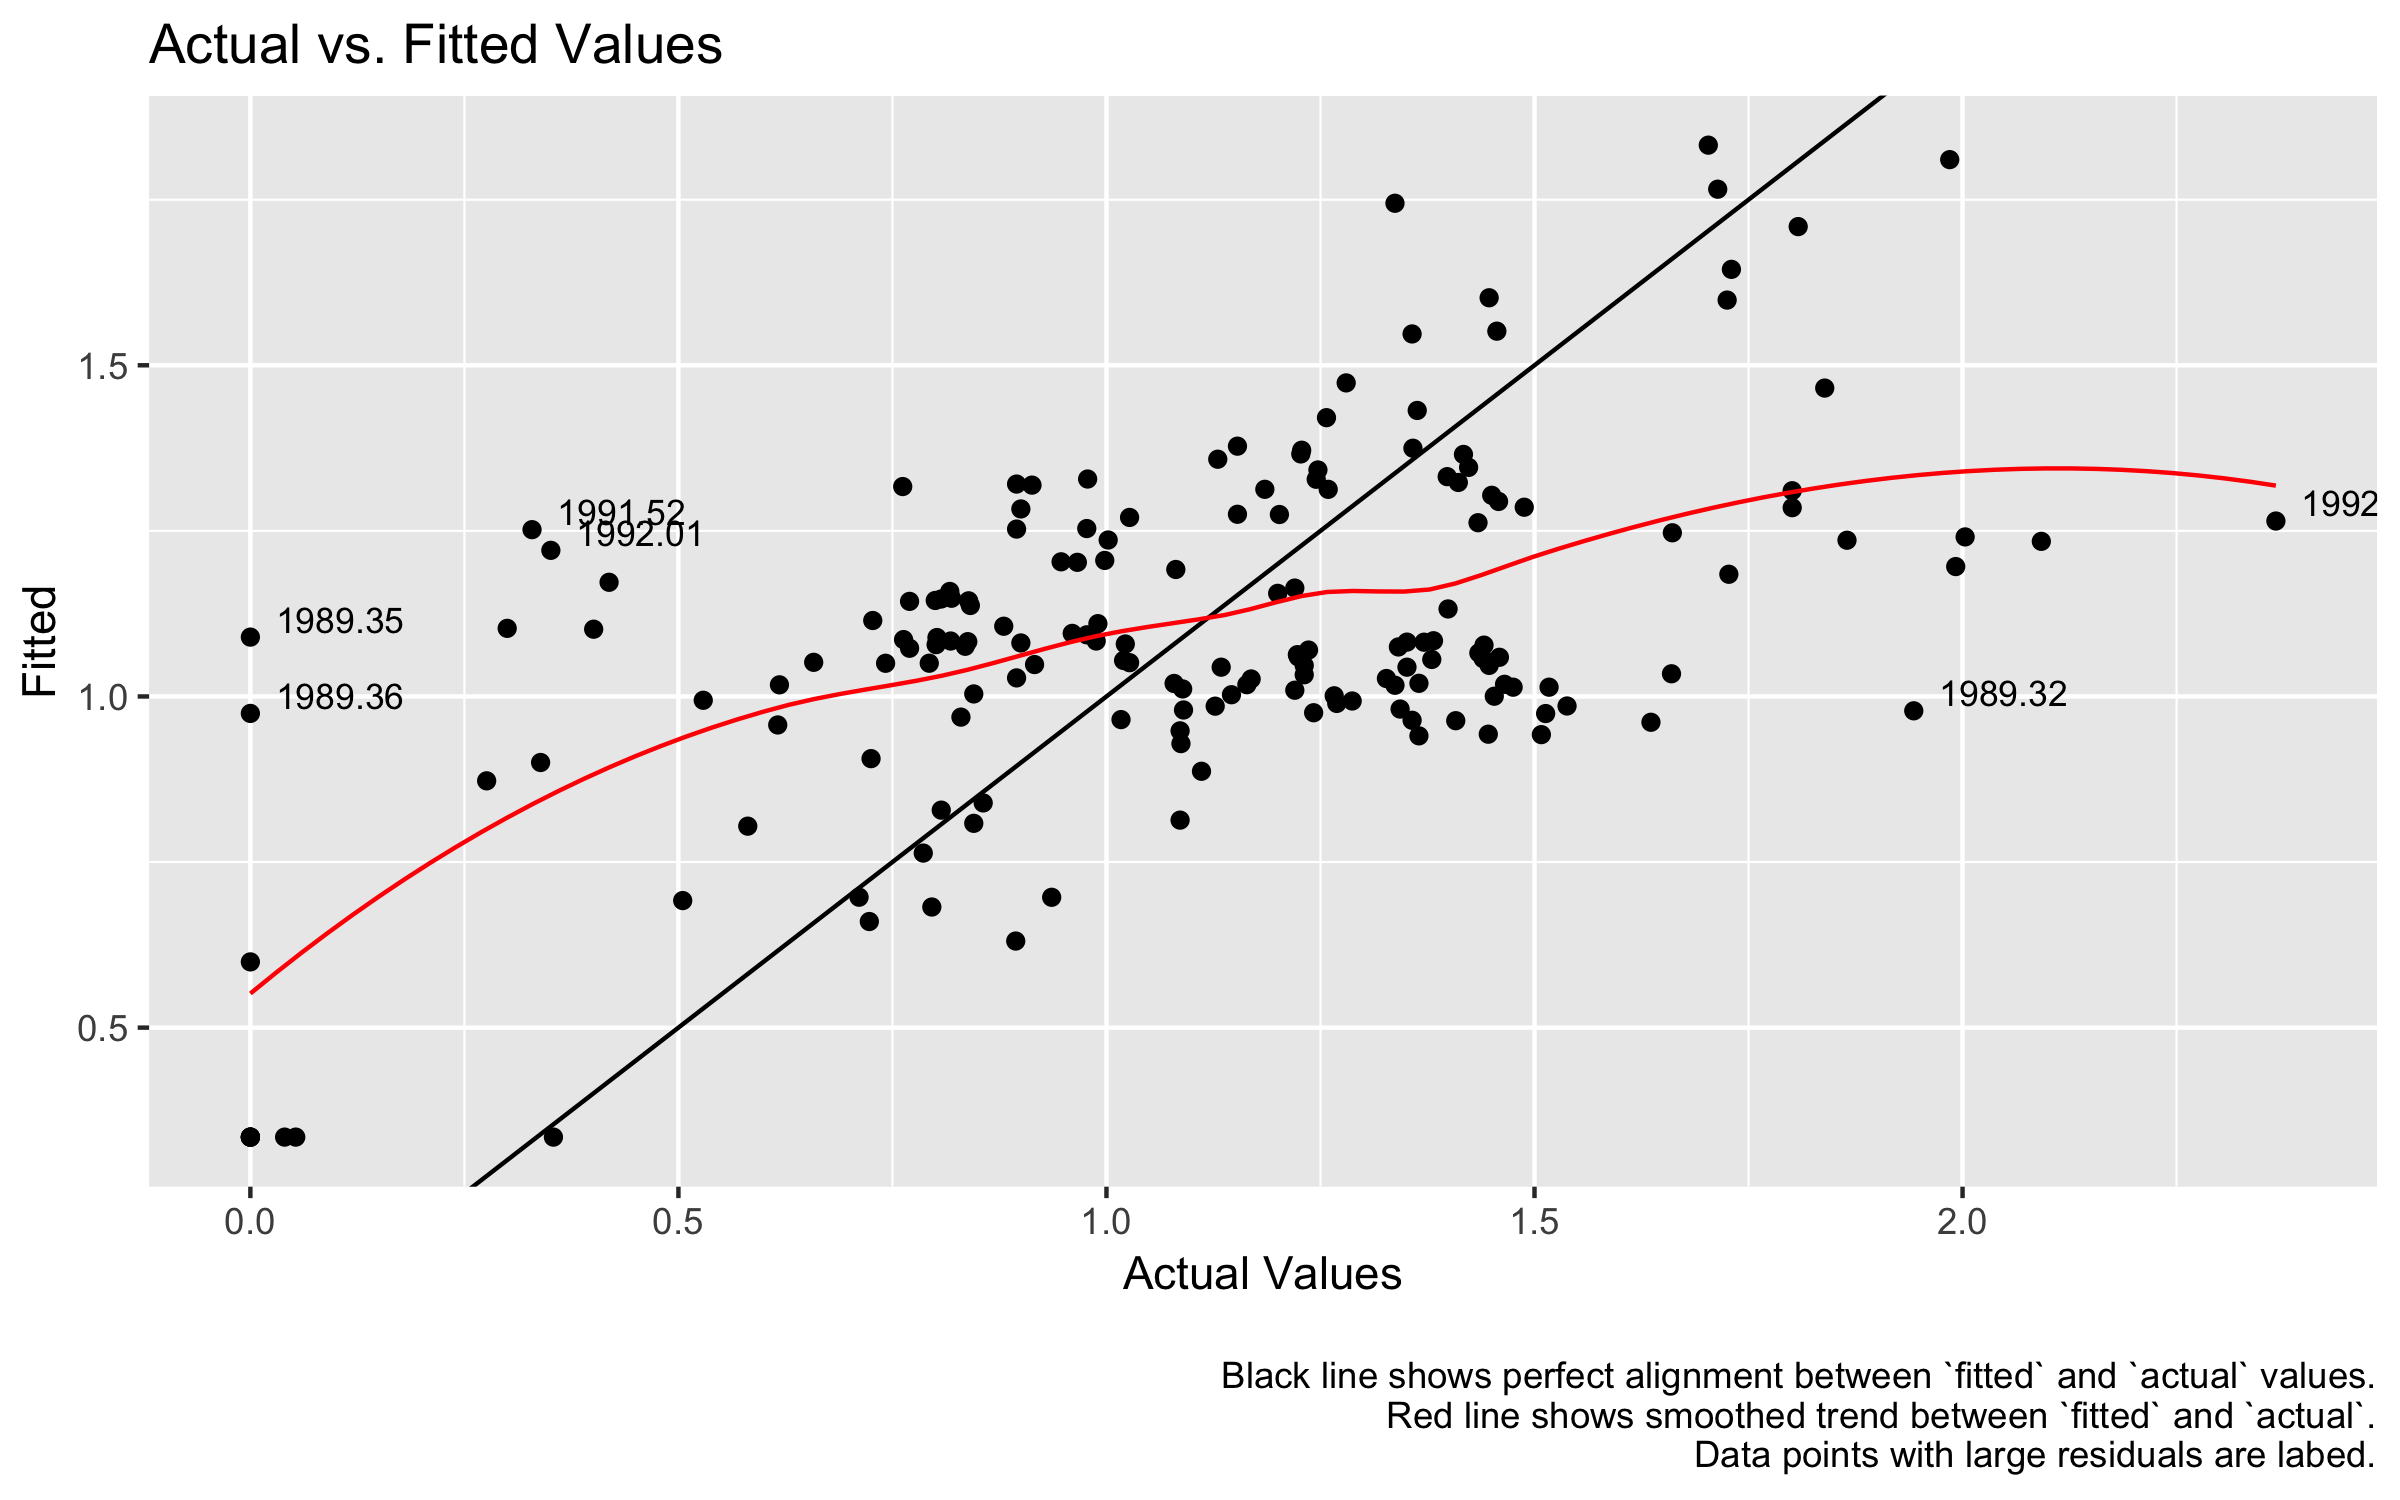 Actual vs. Fitted Values
Fitted
1.5
1.0
0.5
1991.52
1992.01
1992
1989.35
1989.36
1989.32
0.0 0.5 1.0 1.5 2.0
Actual Values
Black line shows perfect alignment between `fitted` and `actual` values.
Red line shows smoothed trend between `fitted` and `actual`.
Data points with large residuals are labed.